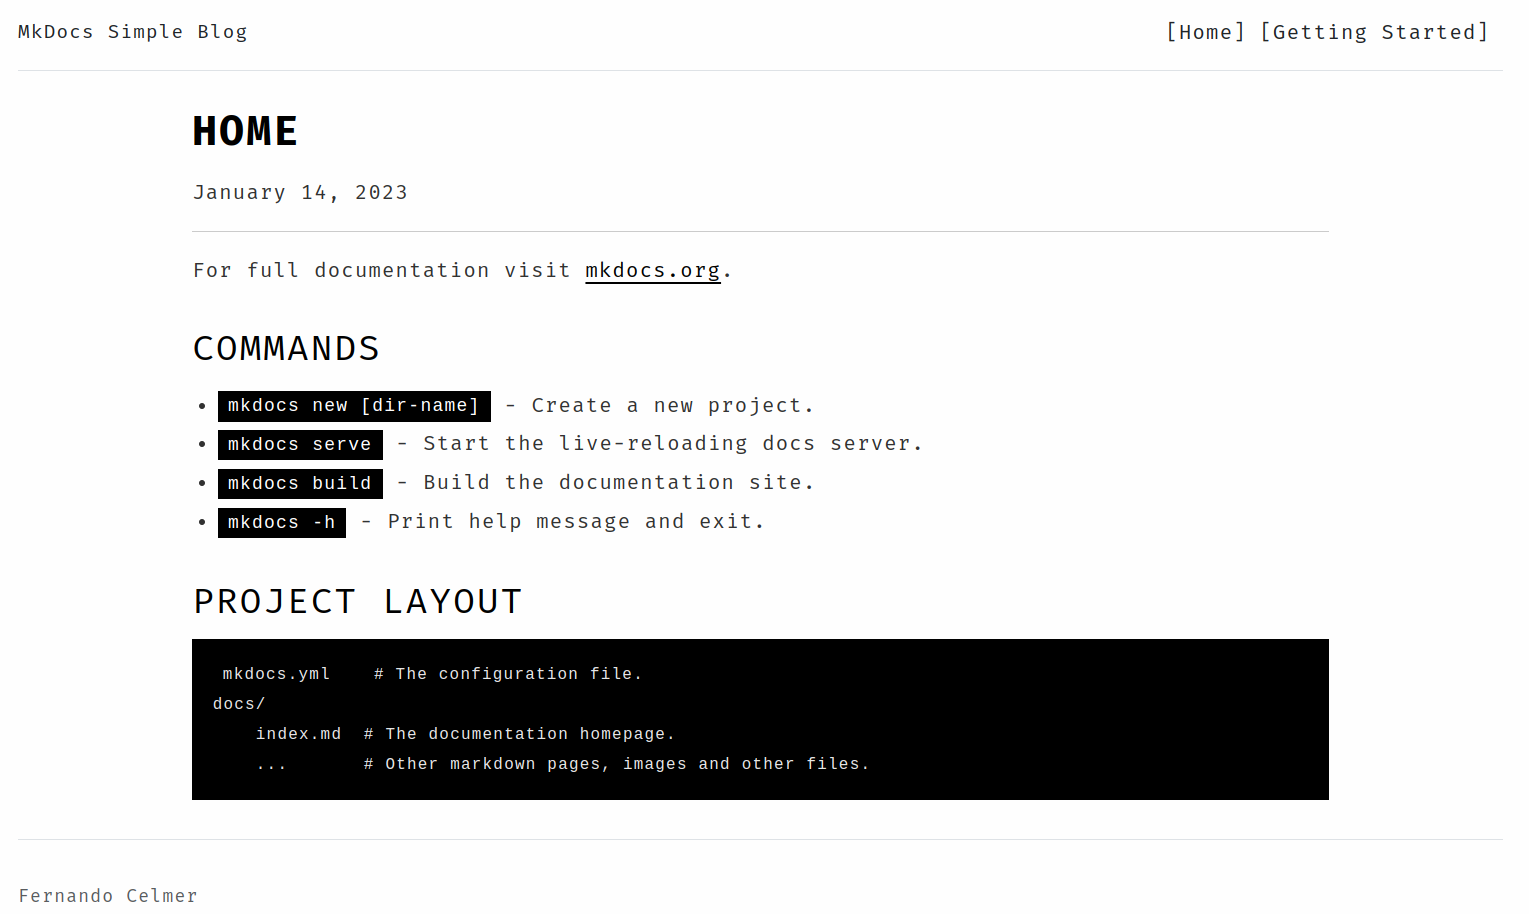 MkDocs Simple Blog
[Home] [Getting Started]
HOME
January 14, 2023
For full documentation visit mkdocs.org.
COMMANDS
• mkdocs new [dir-name] - Create a new project.
• mkdocs serve - Start the live-reloading docs server.
• mkdocs build - Build the documentation site.
• mkdocs -h - Print help message and exit.
PROJECT LAYOUT
mkdocs.yml    # The configuration file.
docs/
    index.md  # The documentation homepage.
    ...       # Other markdown pages, images and other files.
Fernando Celmer